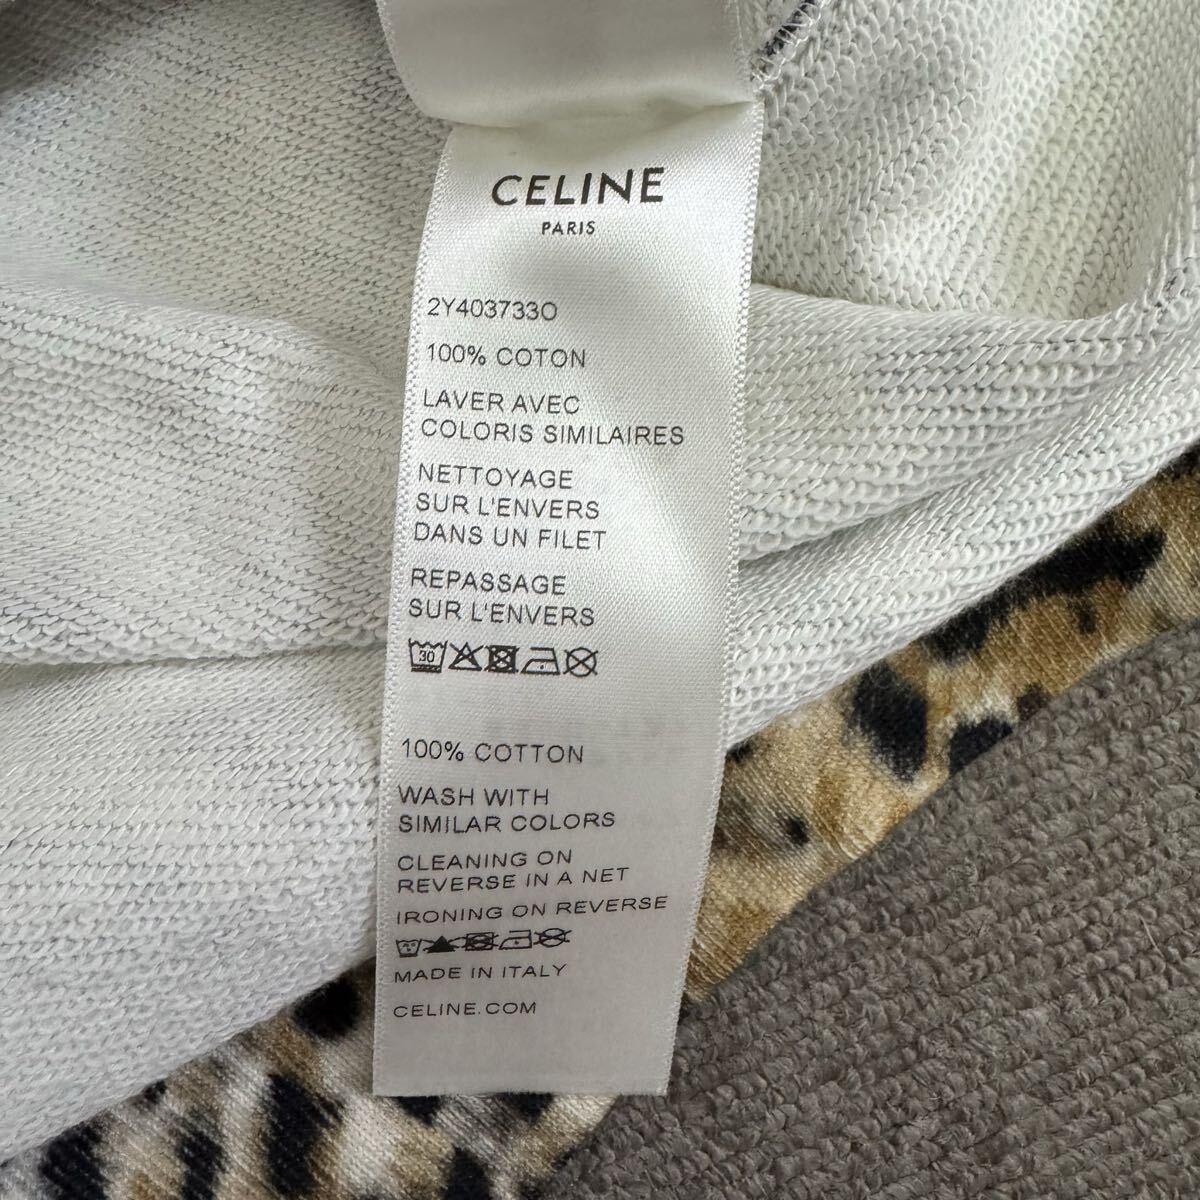 CELINE
PARIS
2Y403733O
100% COTON
LAVER AVEC
COLORIS SIMILAIRES
NETTOYAGE
SUR L'ENVERS
DANS UN FILET
REPASSAGE
SUR L'ENVERS
30
100% COTTON
WASH WITH
SIMILAR COLORS
CLEANING ON
REVERSE IN A NET
IRONING ON REVERSE
MADE IN ITALY
CELINE.COM